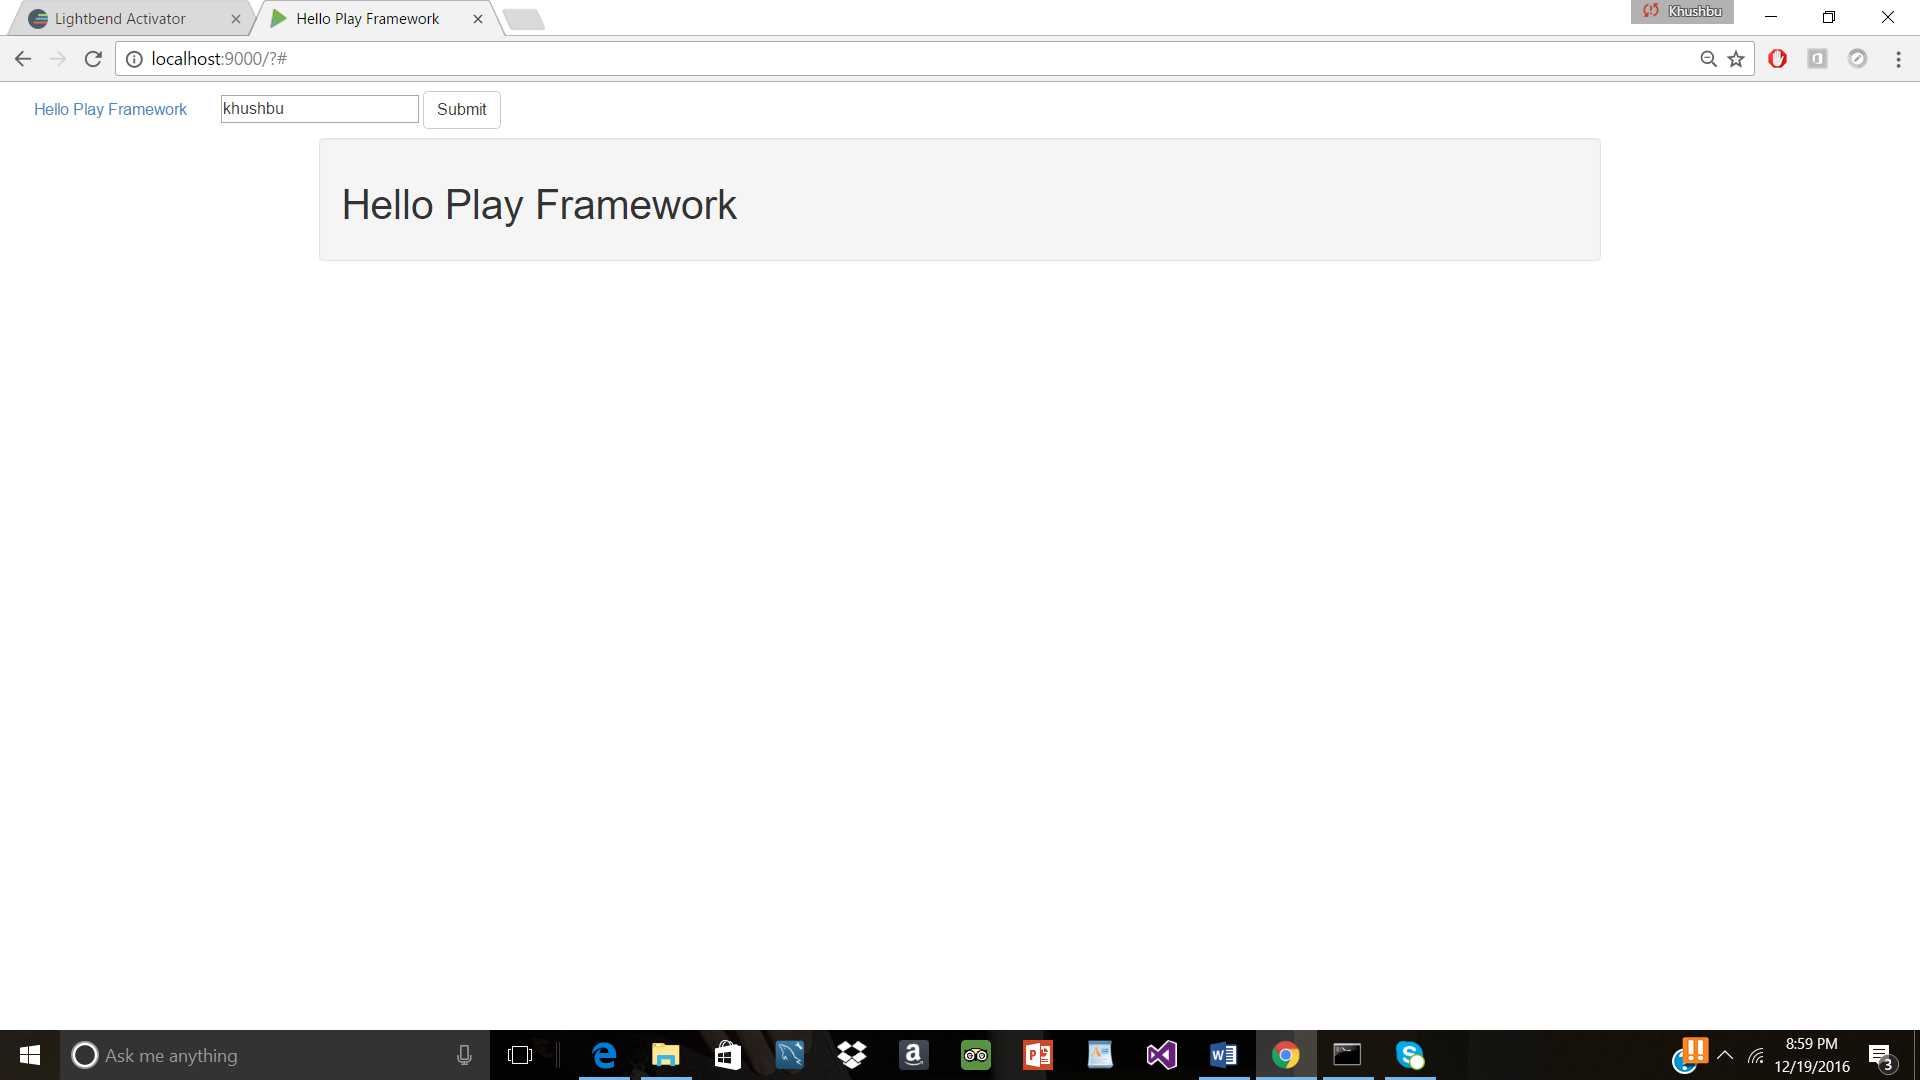 Lightbend Activator
Hello Play Framework
Khushbu
localhost:9000/?#
Hello Play Framework
khushbu
Submit
Hello Play Framework
Ask me anything
8:59 PM
12/19/2016
3